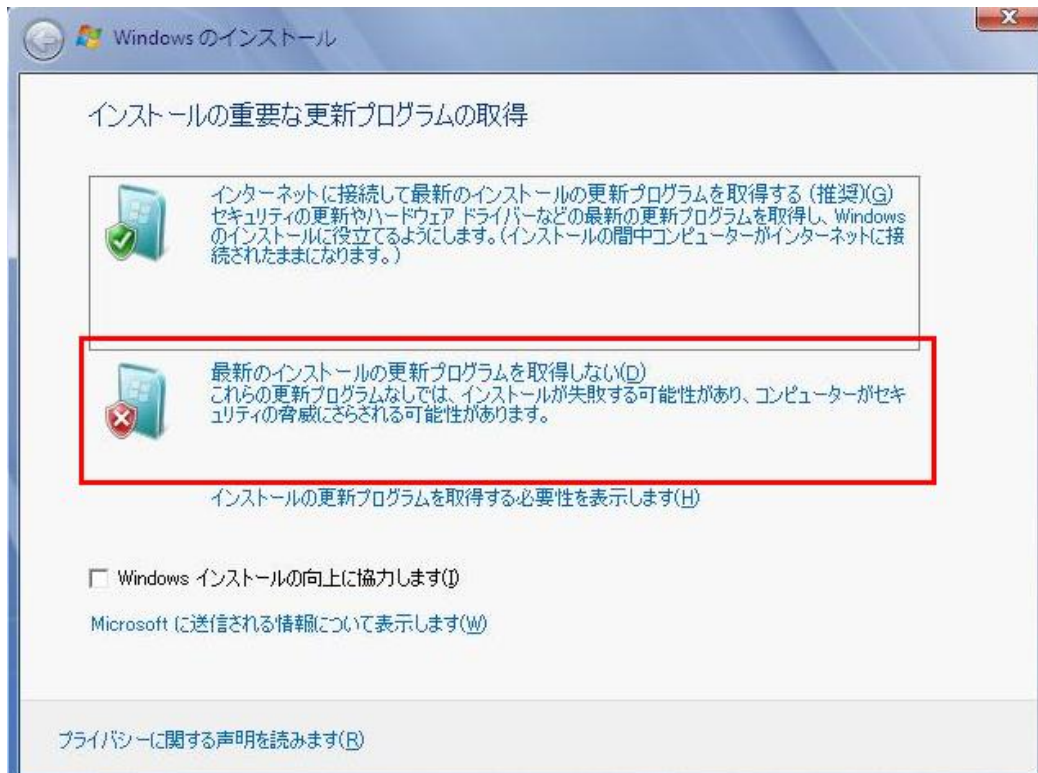 Windows のインストール
インストールの重要な更新プログラムの取得
インターネットに接続して最新のインストールの更新プログラムを取得する (推奨)(G)
セキュリティの更新やハードウェア ドライバーなどの最新の更新プログラムを取得し、Windows
のインストールに役立てるようにします。(インストールの間中コンピューターがインターネットに接
続されたままになります。)
最新のインストールの更新プログラムを取得しない(D)
これらの更新プログラムなしでは、インストールが失敗する可能性があり、コンピューターがセキ
ュリティの脅威にさらされる可能性があります。
インストールの更新プログラムを取得する必要性を表示します(H)
Windows インストールの向上に協力します(I)
Microsoft に送信される情報について表示します(W)
プライバシーに関する声明を読みます(R)